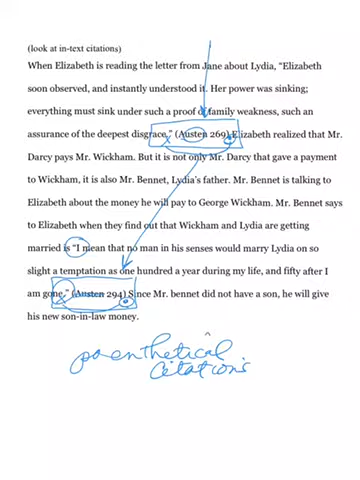 (look at in-text citations)
When Elizabeth is reading the letter from Jane about Lydia, “Elizabeth
soon observed, and instantly understood it. Her power was sinking;
everything must sink under such a proof of family weakness, such an
assurance of the deepest disgrace.” (Austen 269) Elizabeth realized that Mr.
Darcy pays Mr. Wickham. But it is not only Mr. Darcy that gave a payment
to Wickham, it is also Mr. Bennet, Lydia’s father. Mr. Bennet is talking to
Elizabeth about the money he will pay to George Wickham. Mr. Bennet says
to Elizabeth when they find out that Wickham and Lydia are getting
married is “I mean that no man in his senses would marry Lydia on so
slight a temptation as one hundred a year during my life, and fifty after I
am gone.” (Austen 294) Since Mr. bennet did not have a son, he will give
his new son-in-law money.
parenthetical
citations